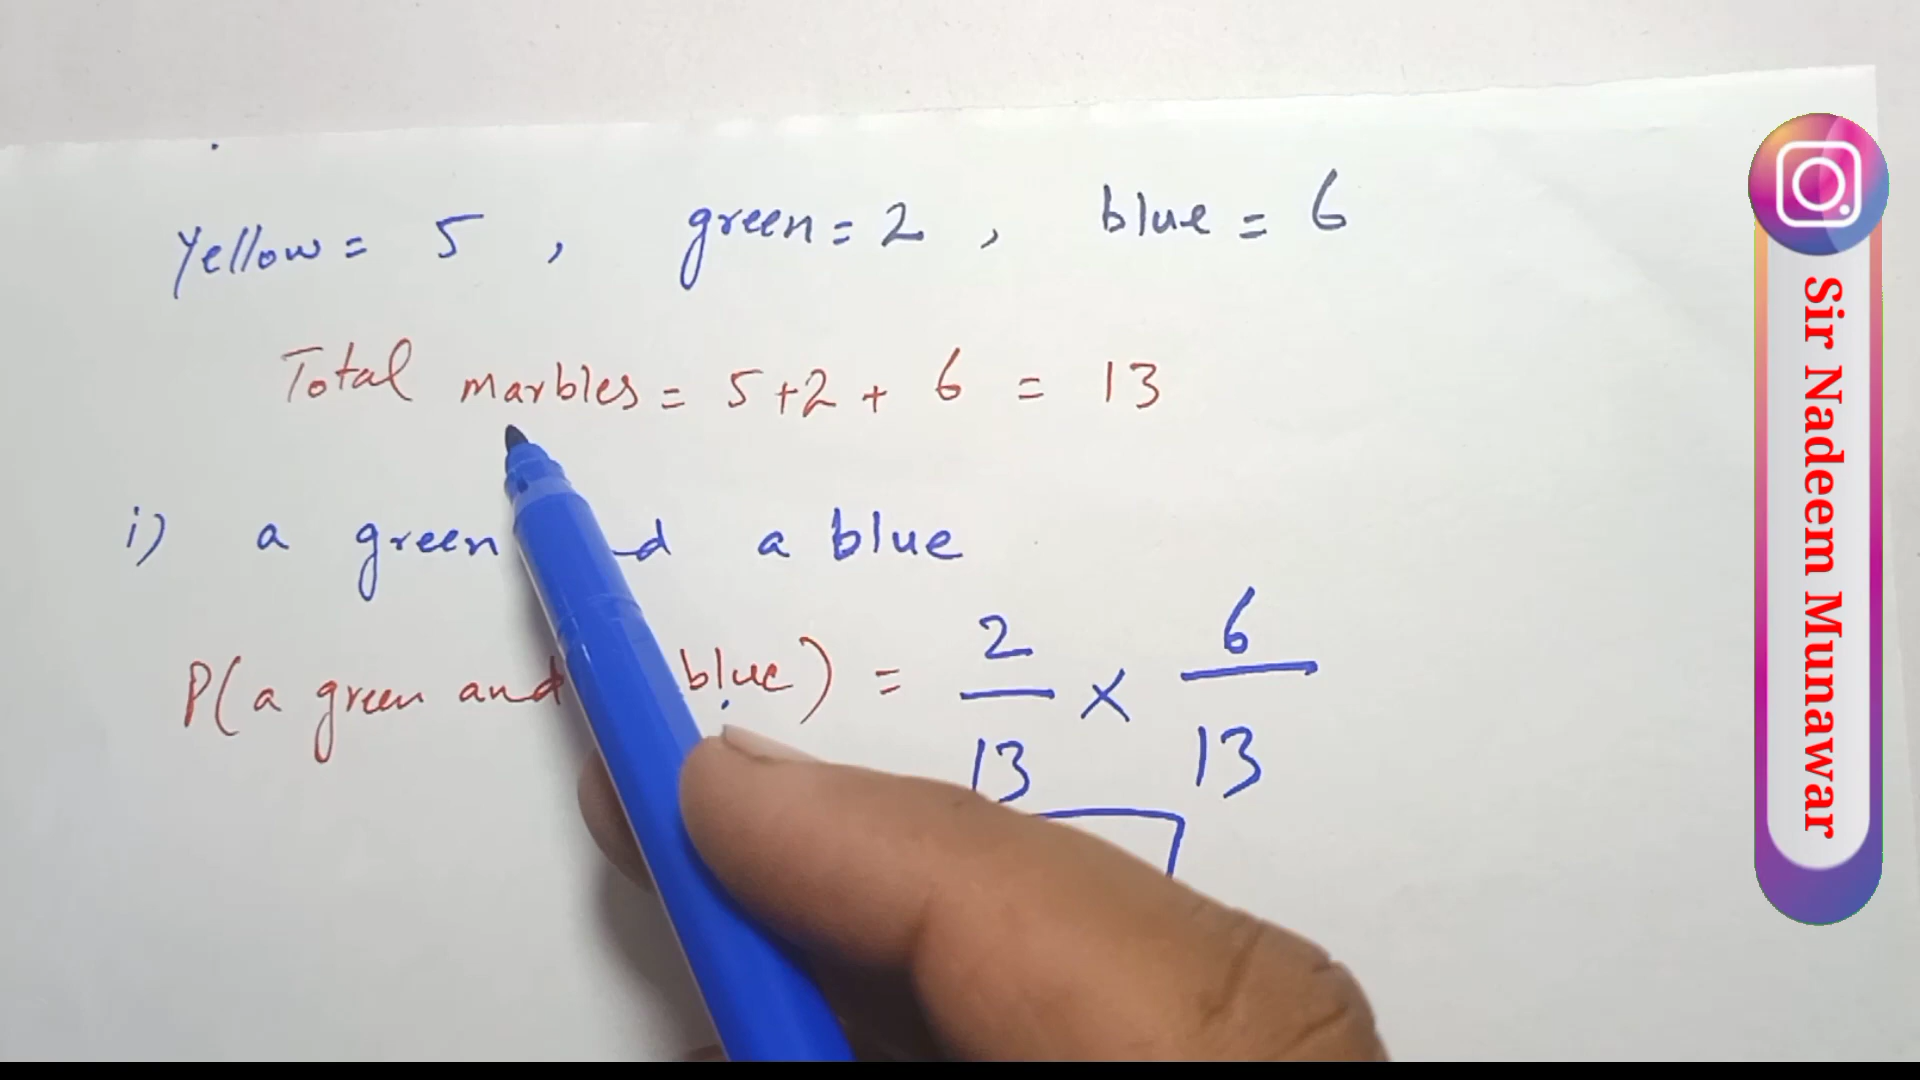 yellow = 5 , green = 2 , blue = 6
Total marbles = 5+2 + 6 = 13
i) a green a blue
P(a green and blue) = 2/13 × 6/13
Sir Nadeem Munawar